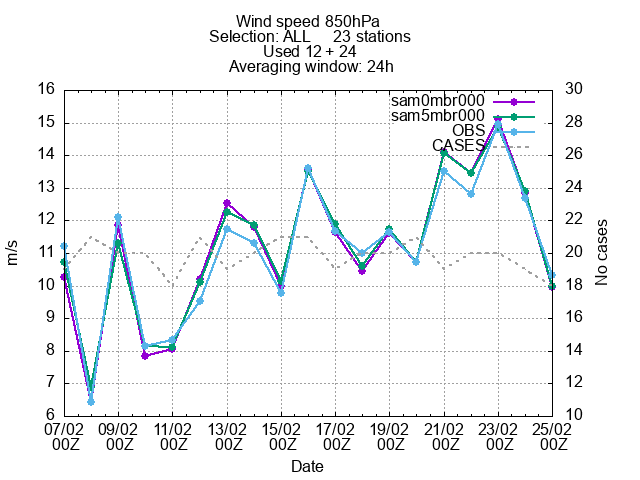 Wind speed 850hPa
Selection: ALL 23 stations
Used 12 + 24
Averaging window: 24h
16 30
sam0mbr000
15 sam5mbr000 28
OBS
CASES
14 26
13 24
12 22
11 20
10 18
9 16
8 14
7 12
6 10
m/s
No cases
07/02 09/02 11/02 13/02 15/02 17/02 19/02 21/02 23/02 25/02
00Z 00Z 00Z 00Z 00Z 00Z 00Z 00Z 00Z 00Z
Date